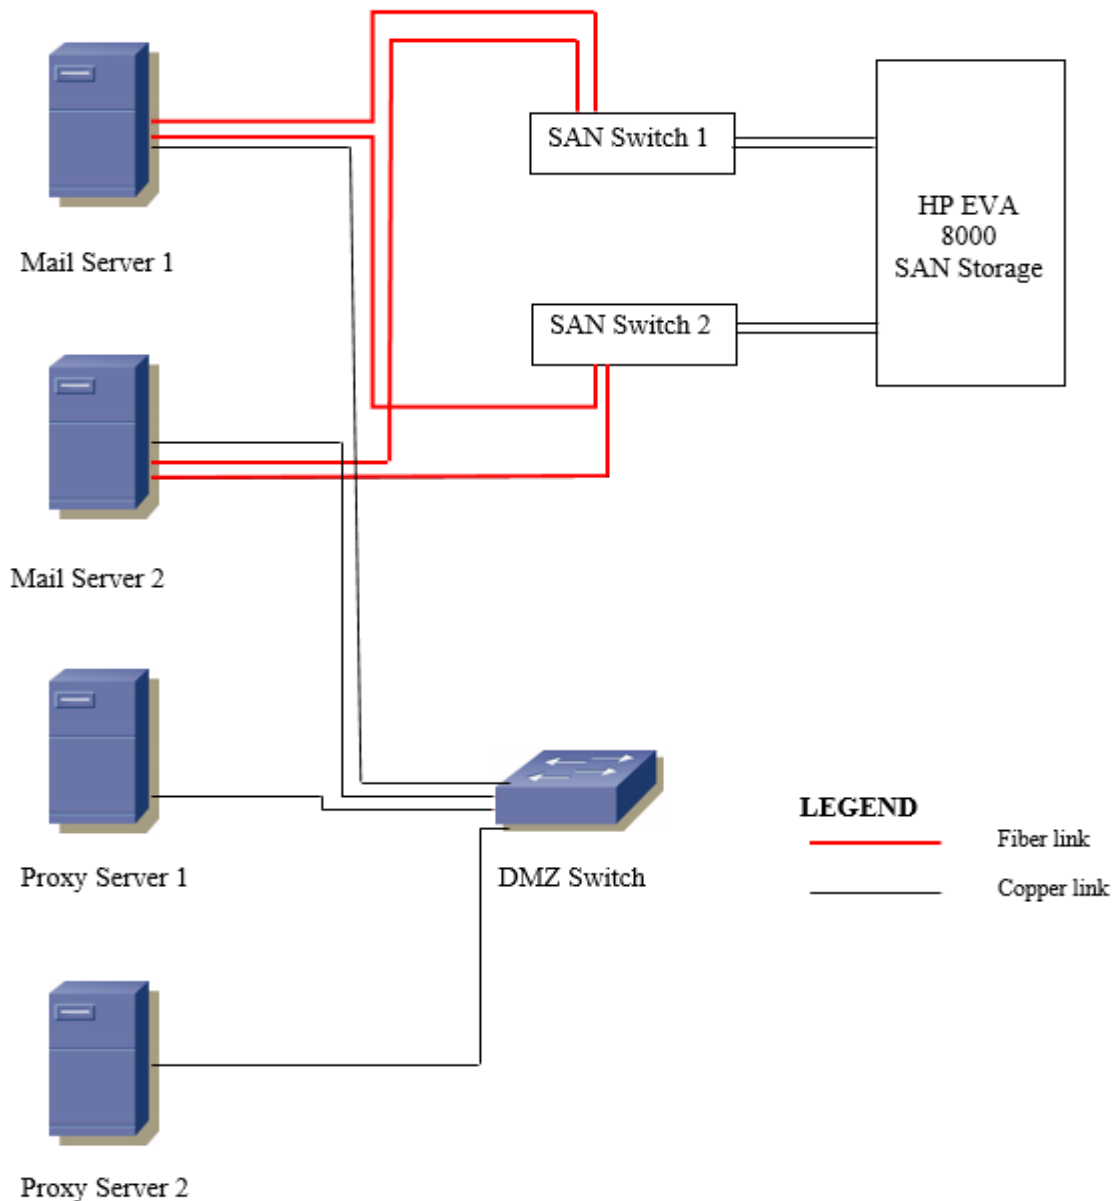 SAN Switch 1
HP EVA
8000
SAN Storage
Mail Server 1
SAN Switch 2
Mail Server 2
Proxy Server 1
DMZ Switch
LEGEND
Fiber link
Copper link
Proxy Server 2